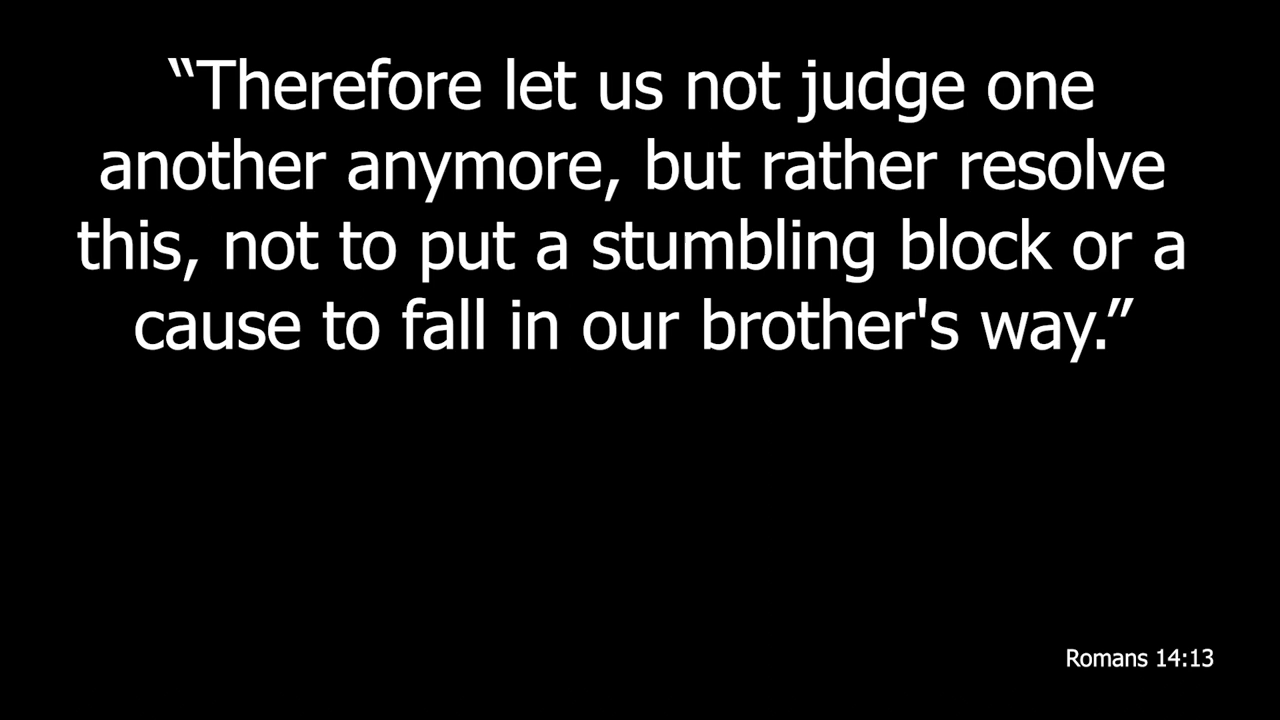 “Therefore let us not judge one
another anymore, but rather resolve
this, not to put a stumbling block or a
cause to fall in our brother's way.”
Romans 14:13